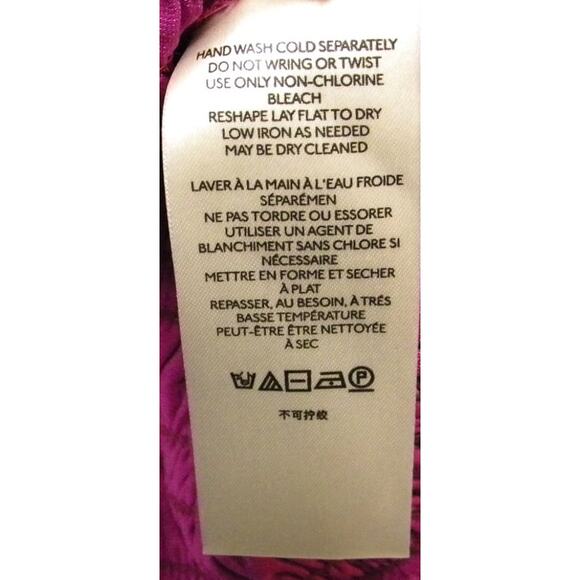 HAND WASH COLD SEPARATELY
DO NOT WRING OR TWIST
USE ONLY NON-CHLORINE
BLEACH
RESHAPE LAY FLAT TO DRY
LOW IRON AS NEEDED
MAY BE DRY CLEANED
LAVER À LA MAIN À L'EAU FROIDE
SÉPARÉMEN
NE PAS TORDRE OU ESSORER
UTILISER UN AGENT DE
BLANCHIMENT SANS CHLORE SI
NÉCESSAIRE
METTRE EN FORME ET SECHER
À PLAT
REPASSER, AU BESOIN, À TRÉS
BASSE TEMPÉRATURE
PEUT-ÊTRE ÊTRE NETTOYÉE
À SEC
P
不可拧绞